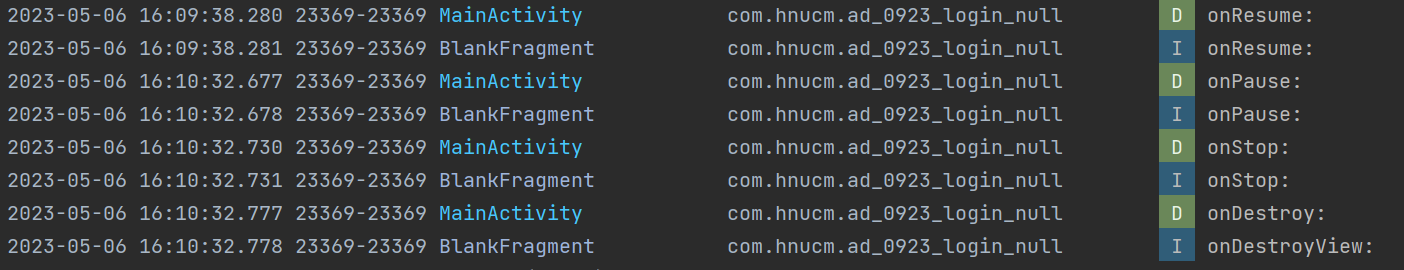 2023-05-06 16:09:38.280 23369-23369 MainActivity com.hnucm.ad_0923_login_null D onResume:
2023-05-06 16:09:38.281 23369-23369 BlankFragment com.hnucm.ad_0923_login_null I onResume:
2023-05-06 16:10:32.677 23369-23369 MainActivity com.hnucm.ad_0923_login_null D onPause:
2023-05-06 16:10:32.678 23369-23369 BlankFragment com.hnucm.ad_0923_login_null I onPause:
2023-05-06 16:10:32.730 23369-23369 MainActivity com.hnucm.ad_0923_login_null D onStop:
2023-05-06 16:10:32.731 23369-23369 BlankFragment com.hnucm.ad_0923_login_null I onStop:
2023-05-06 16:10:32.777 23369-23369 MainActivity com.hnucm.ad_0923_login_null D onDestroy:
2023-05-06 16:10:32.778 23369-23369 BlankFragment com.hnucm.ad_0923_login_null I onDestroyView: